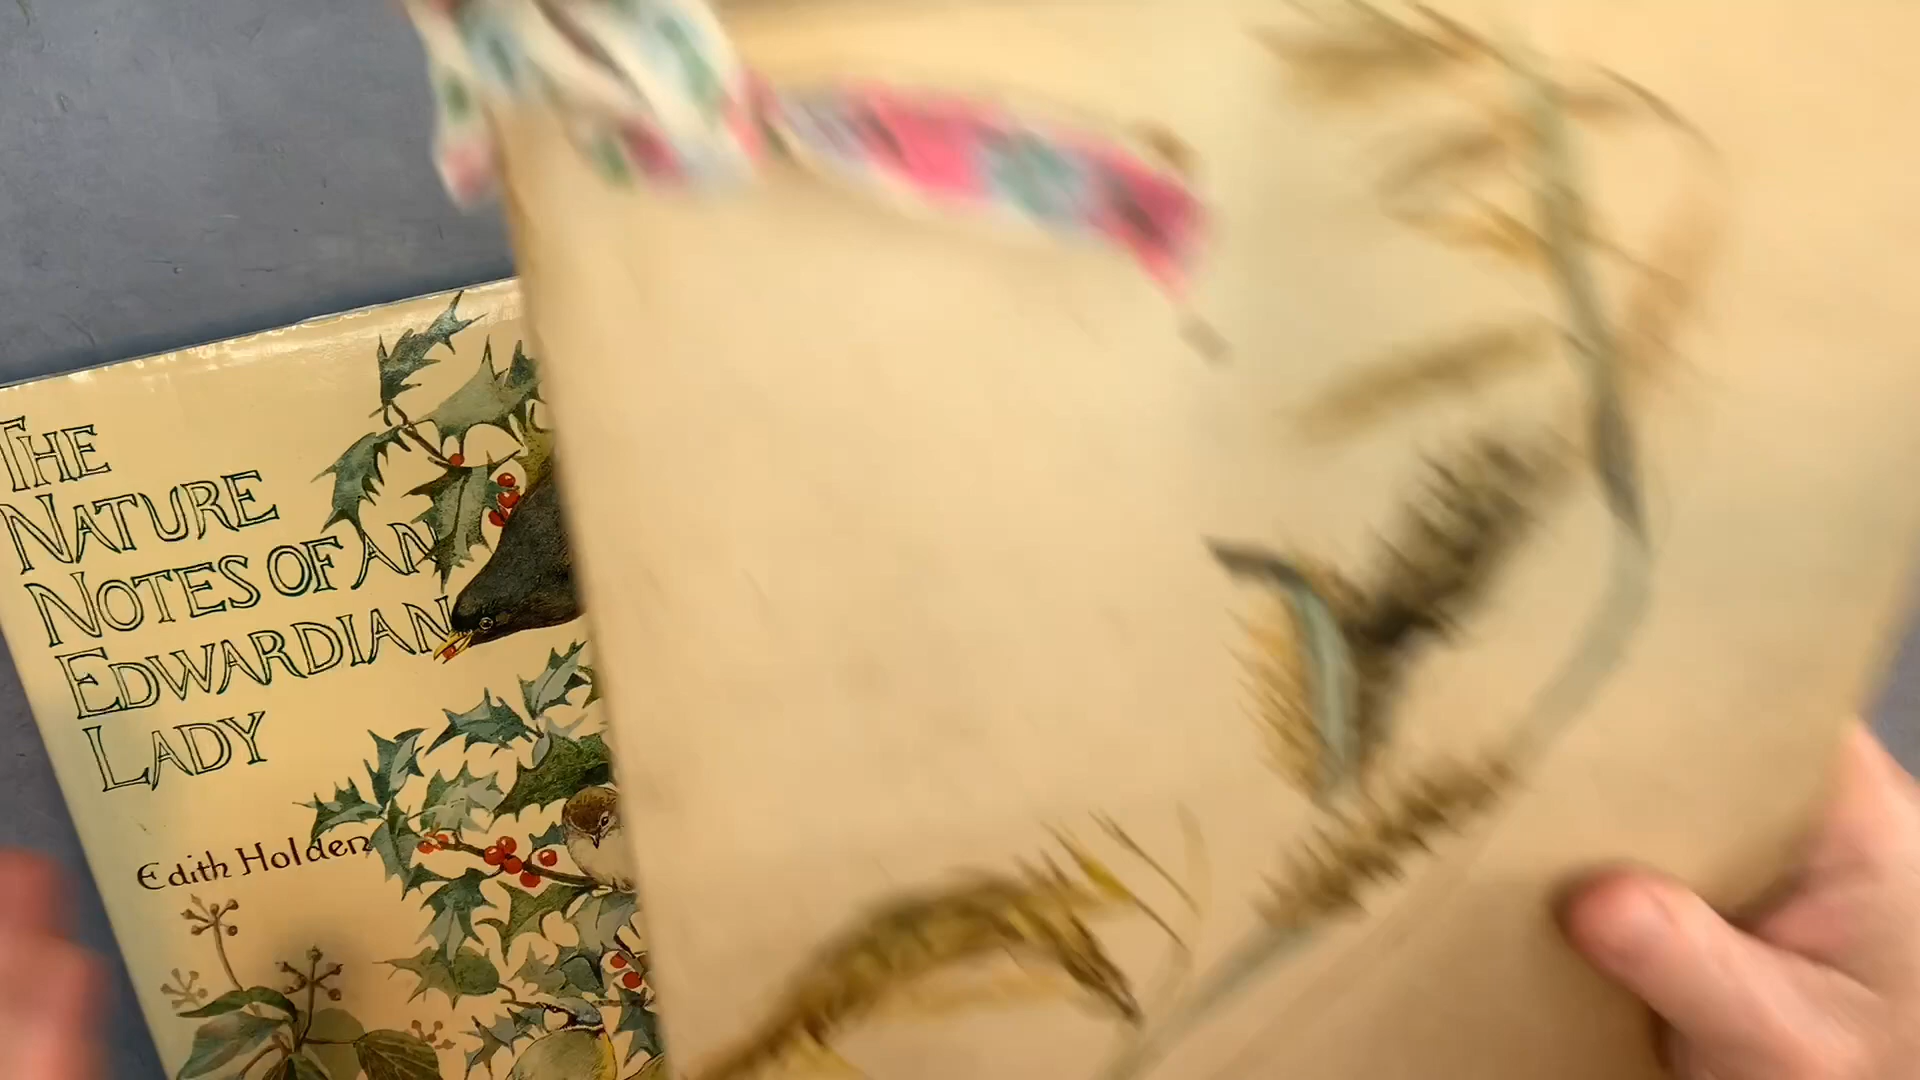 THE
NATURE
NOTES OF AN
EDWARDIAN
LADY
Edith Holden